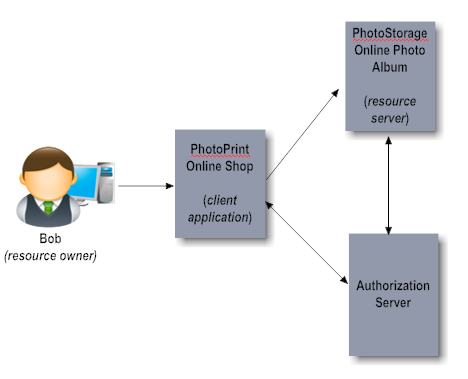 PhotoStorage
Online Photo
Album
(resource
server)
PhotoPrint
Online Shop
(client
application)
Bob
(resource owner)
Authorization
Server